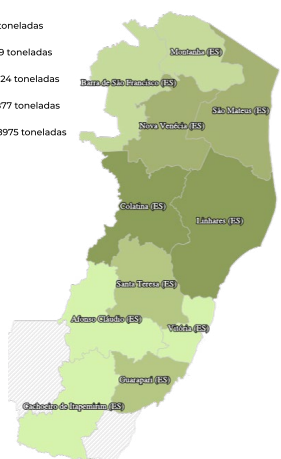 toneladas
9 toneladas
24 toneladas
377 toneladas
3975 toneladas
Montanha (ES)
Barra de São Francisco (ES)
São Mateus (ES)
Nova Venécia (ES)
Colatina (ES)
Linhares (ES)
Santa Teresa (ES)
Afonso Cláudio (ES)
Vitória (ES)
Guarapari (ES)
Cachoeiro de Itapemirim (ES)